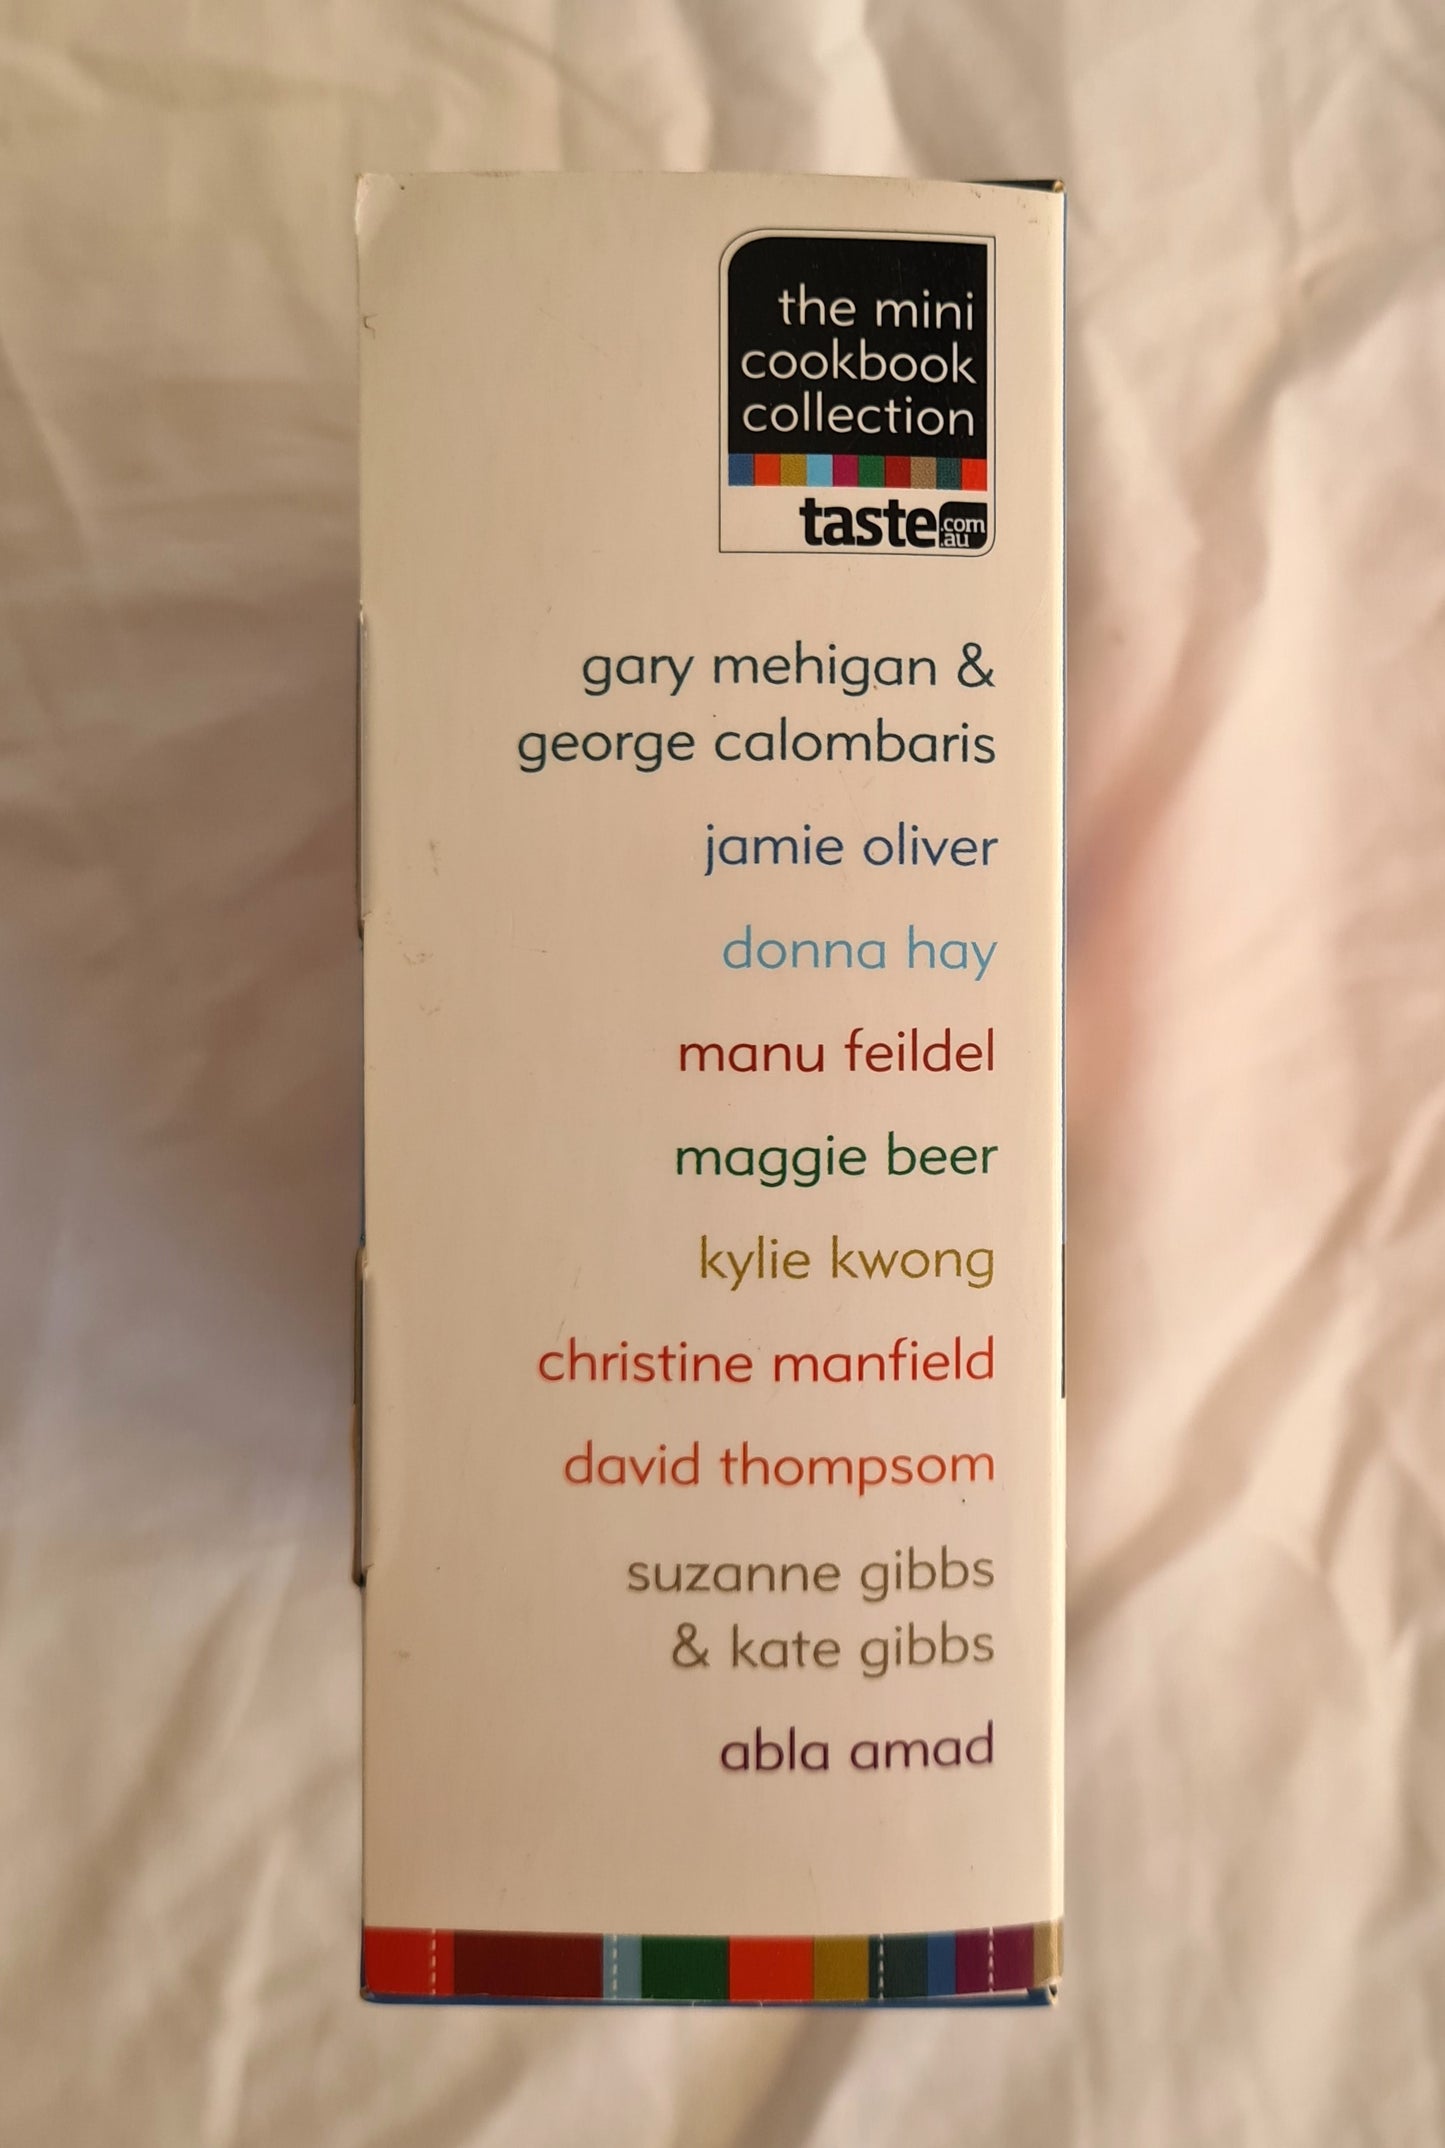 the mini
cookbook
collection
taste.com.au
gary mehigan &
george calombaris
jamie oliver
donna hay
manu feildel
maggie beer
kylie kwong
christine manfield
david thompsom
suzanne gibbs
& kate gibbs
abla amad